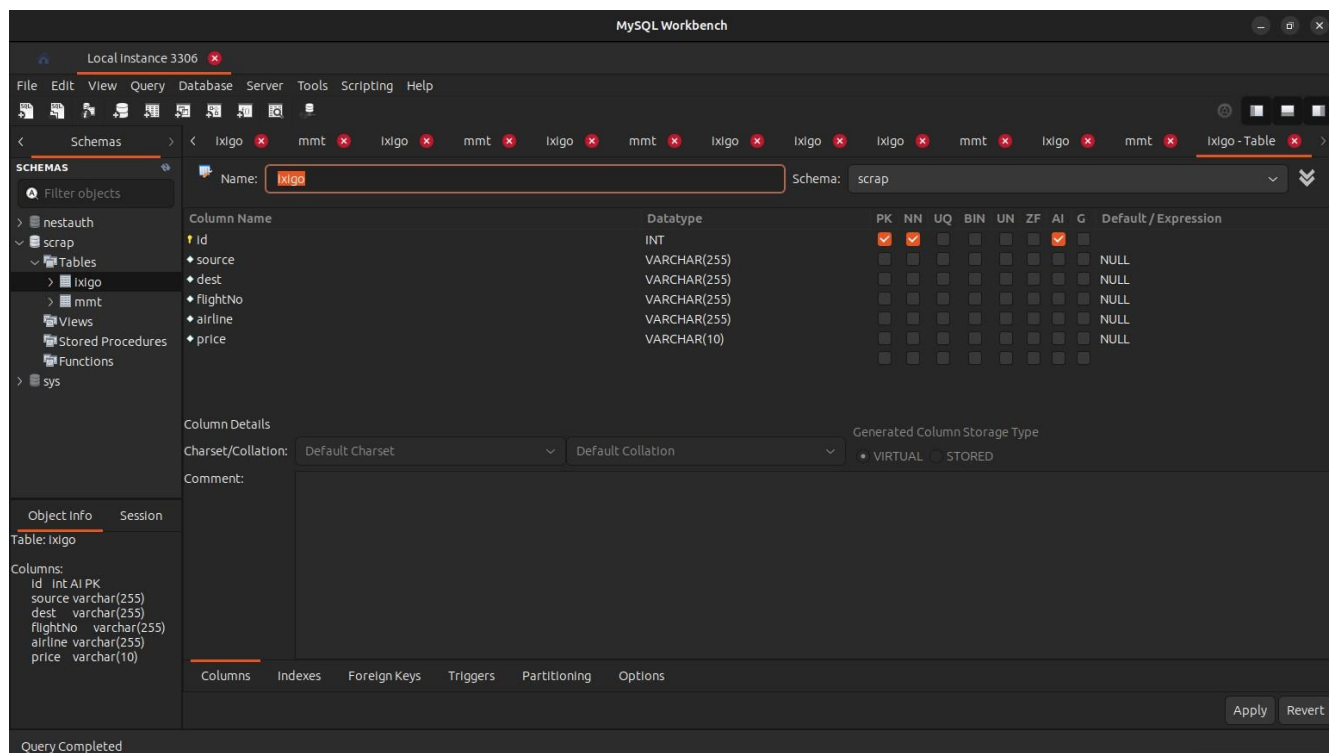 MySQL Workbench
Local Instance 3306
File Edit View Query Database Server Tools Scripting Help
Schemas
ixigo mmt ixigo mmt ixigo mmt ixigo ixigo ixigo mmt ixigo mmt ixigo - Table
SCHEMAS
Filter objects
nestauth
scrap
Tables
ixigo
mmt
Views
Stored Procedures
Functions
sys
Name: ixigo Schema: scrap
Column Name Datatype PK NN UQ BIN UN ZF AI G Default / Expression
id INT
source VARCHAR(255) NULL
dest VARCHAR(255) NULL
flightNo VARCHAR(255) NULL
airline VARCHAR(255) NULL
price VARCHAR(10) NULL
Column Details
Charset/Collation: Default Charset Default Collation
Generated Column Storage Type
VIRTUAL STORED
Comment:
Object Info Session
Table: ixigo
Columns:
id int AI PK
source varchar(255)
dest varchar(255)
flightNo varchar(255)
airline varchar(255)
price varchar(10)
Columns Indexes Foreign Keys Triggers Partitioning Options
Apply Revert
Query Completed